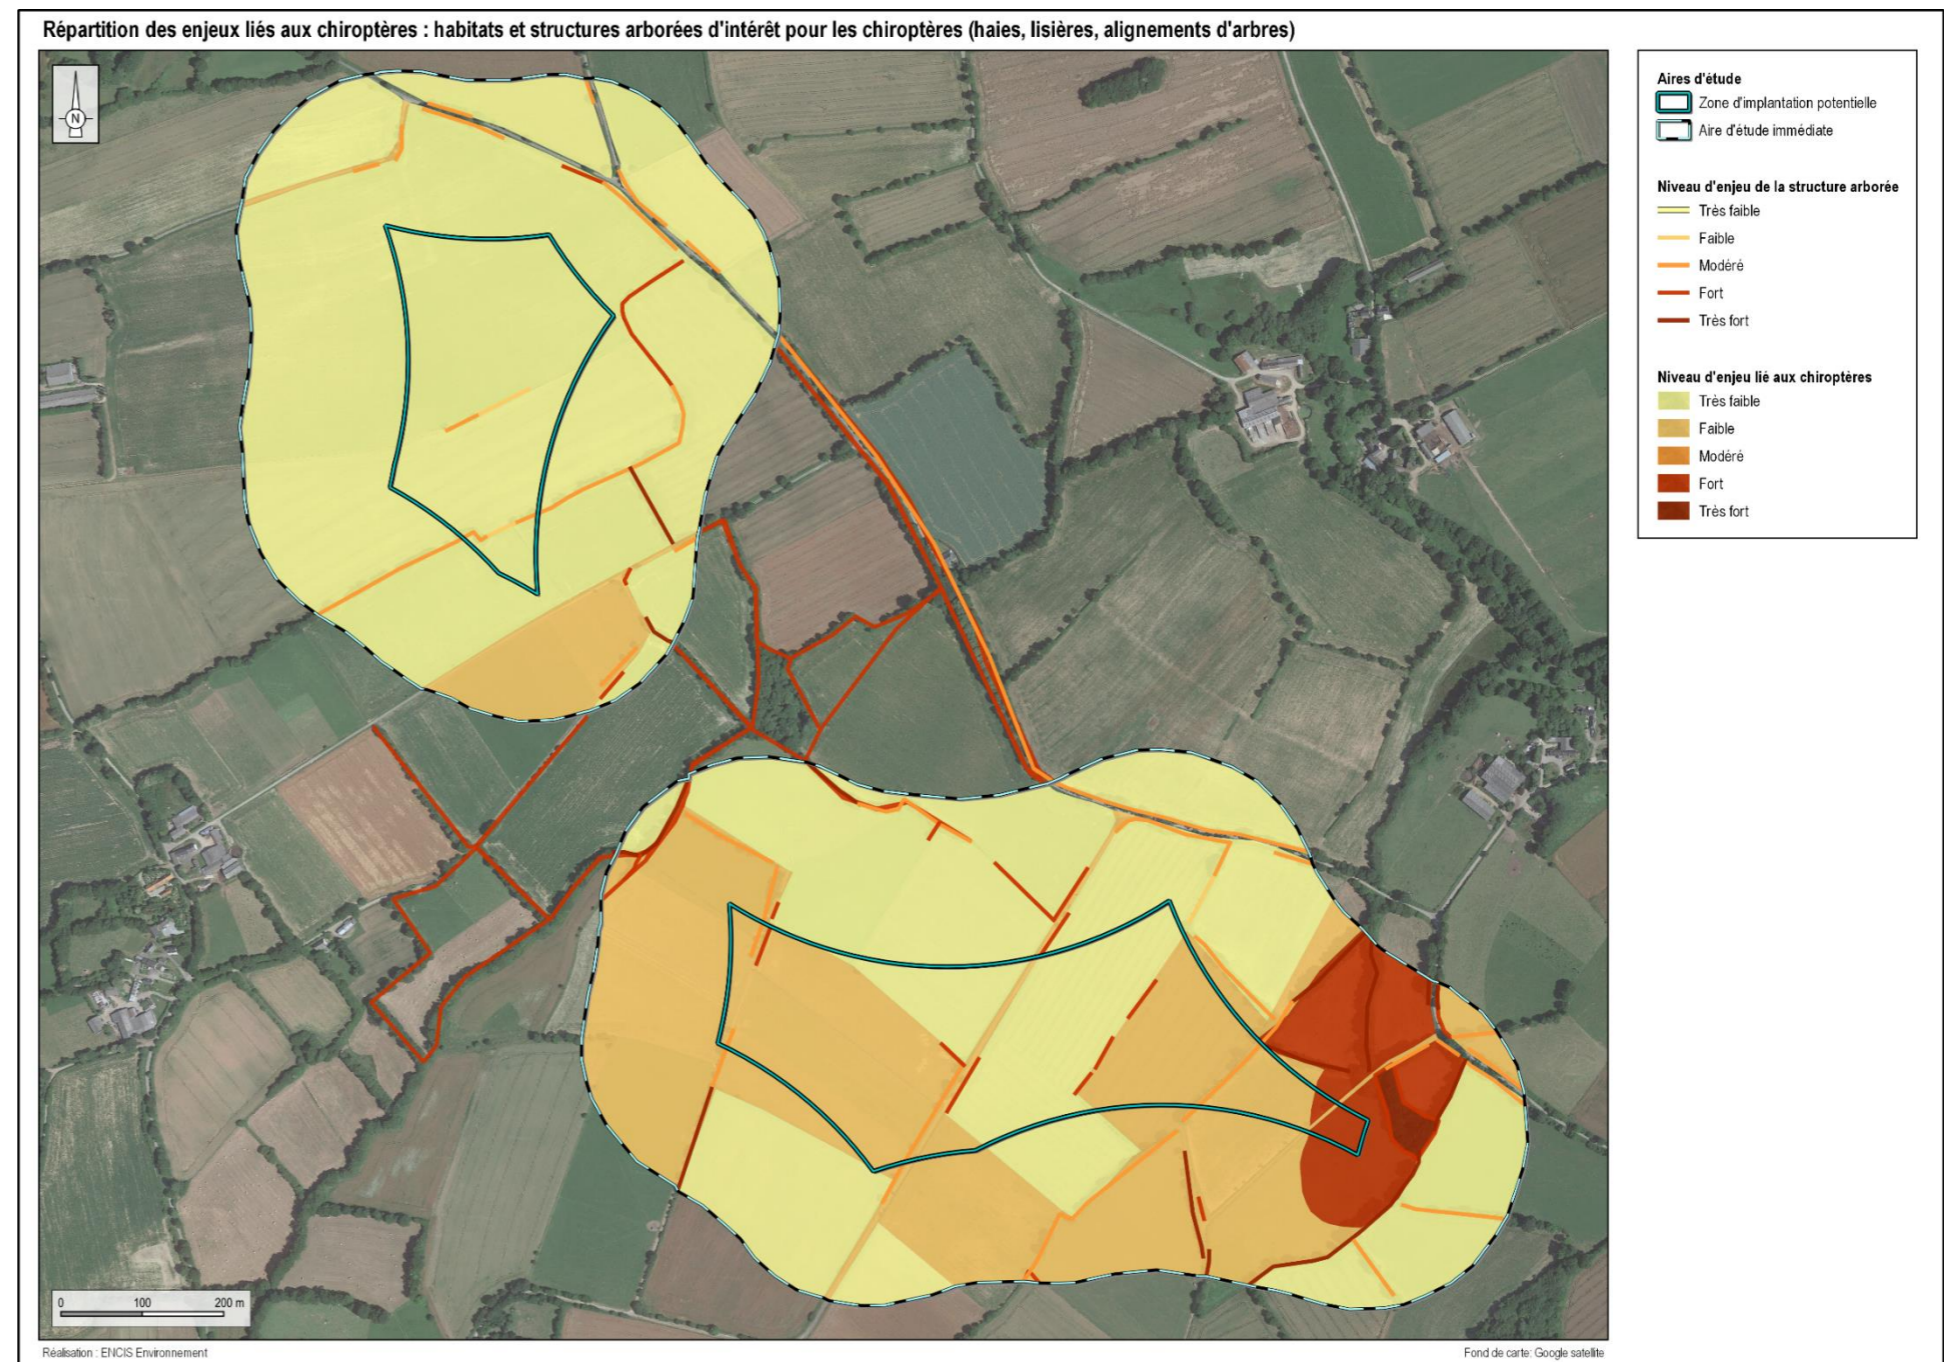 Répartition des enjeux liés aux chiroptères : habitats et structures arborées d'intérêt pour les chiroptères (haies, lisières, alignements d'arbres)
N
Aires d'étude
Zone d'implantation potentielle
Aire d'étude immédiate
Niveau d'enjeu de la structure arborée
Très faible
Faible
Modéré
Fort
Très fort
Niveau d'enjeu lié aux chiroptères
Très faible
Faible
Modéré
Fort
Très fort
0 100 200 m
Réalisation : ENCIS Environnement
Fond de carte: Google satellite